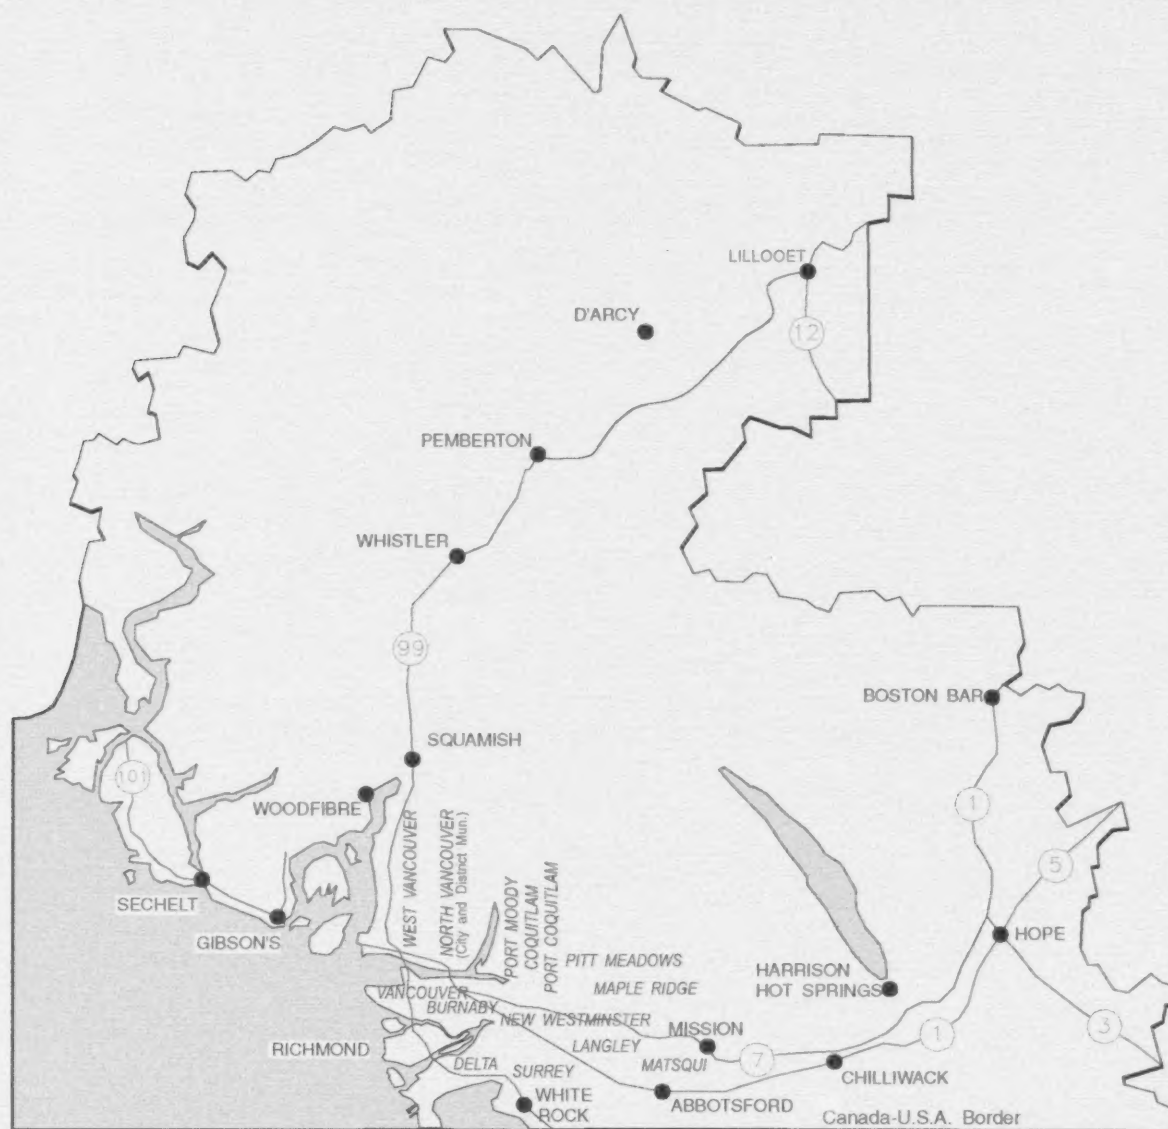 LILLOOET
D'ARCY
12
PEMBERTON
WHISTLER
99
BOSTON BAR
SQUAMISH
101
WOODFIBRE
1
5
WEST VANCOUVER
NORTH VANCOUVER
(City and District Mun.)
PORT MOODY
COQUITLAM
PORT COQUITLAM
SECHELT
GIBSON'S
HOPE
PITT MEADOWS
HARRISON
HOT SPRINGS
MAPLE RIDGE
VANCOUVER
BURNABY
NEW WESTMINSTER
3
1
MISSION
RICHMOND
LANGLEY
7
MATSQUI
DELTA
SURREY
CHILLIWACK
WHITE
ROCK
ABBOTSFORD
Canada-U.S.A. Border